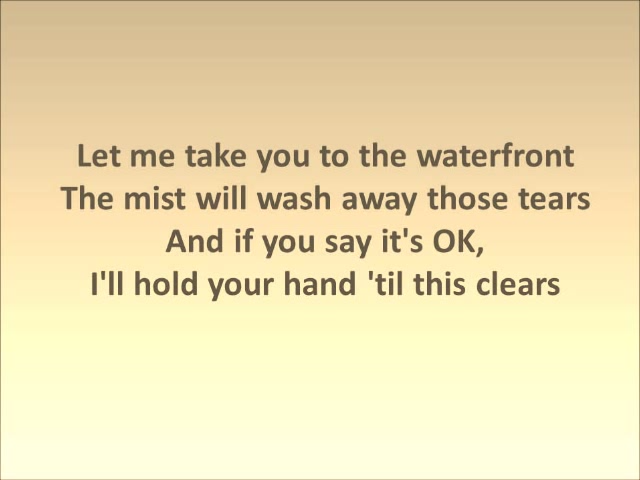 Let me take you to the waterfront
The mist will wash away those tears
And if you say it's OK,
I'll hold your hand 'til this clears